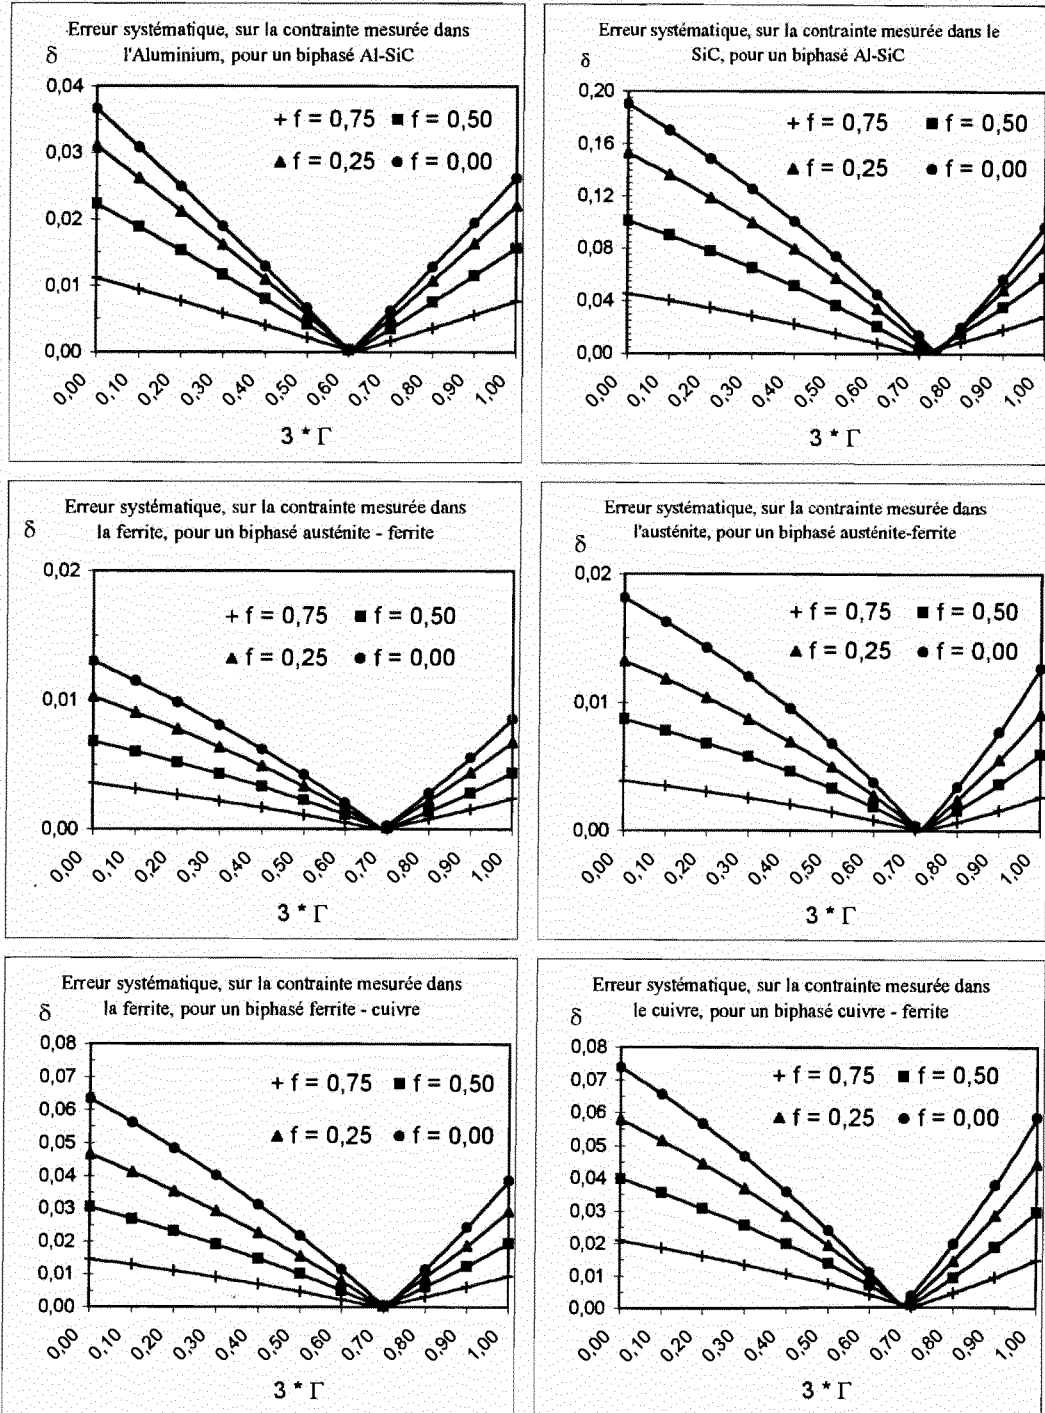 Erreur systématique, sur la contrainte mesurée dans
l'Aluminium, pour un biphasé Al-SiC
δ
0,04
0,03
0,02
0,01
0,00
+ f = 0,75 ■ f = 0,50
▲ f = 0,25 ● f = 0,00
0,00 0,10 0,20 0,30 0,40 0,50 0,60 0,70 0,80 0,90 1,00
3 * Γ
Erreur systématique, sur la contrainte mesurée dans le
SiC, pour un biphasé Al-SiC
δ
0,20
0,16
0,12
0,08
0,04
0,00
+ f = 0,75 ■ f = 0,50
▲ f = 0,25 ● f = 0,00
0,00 0,10 0,20 0,30 0,40 0,50 0,60 0,70 0,80 0,90 1,00
3 * Γ
Erreur systématique, sur la contrainte mesurée dans
la ferrite, pour un biphasé austénite - ferrite
δ
0,02
0,01
0,00
+ f = 0,75 ■ f = 0,50
▲ f = 0,25 ● f = 0,00
0,00 0,10 0,20 0,30 0,40 0,50 0,60 0,70 0,80 0,90 1,00
3 * Γ
Erreur systématique, sur la contrainte mesurée dans
l'austénite, pour un biphasé austénite-ferrite
δ
0,02
0,01
0,00
+ f = 0,75 ■ f = 0,50
▲ f = 0,25 ● f = 0,00
0,00 0,10 0,20 0,30 0,40 0,50 0,60 0,70 0,80 0,90 1,00
3 * Γ
Erreur systématique, sur la contrainte mesurée dans
la ferrite, pour un biphasé ferrite - cuivre
δ
0,08
0,07
0,06
0,05
0,04
0,03
0,02
0,01
0,00
+ f = 0,75 ■ f = 0,50
▲ f = 0,25 ● f = 0,00
0,00 0,10 0,20 0,30 0,40 0,50 0,60 0,70 0,80 0,90 1,00
3 * Γ
Erreur systématique, sur la contrainte mesurée dans
le cuivre, pour un biphasé cuivre - ferrite
δ
0,08
0,07
0,06
0,05
0,04
0,03
0,02
0,01
0,00
+ f = 0,75 ■ f = 0,50
▲ f = 0,25 ● f = 0,00
0,00 0,10 0,20 0,30 0,40 0,50 0,60 0,70 0,80 0,90 1,00
3 * Γ